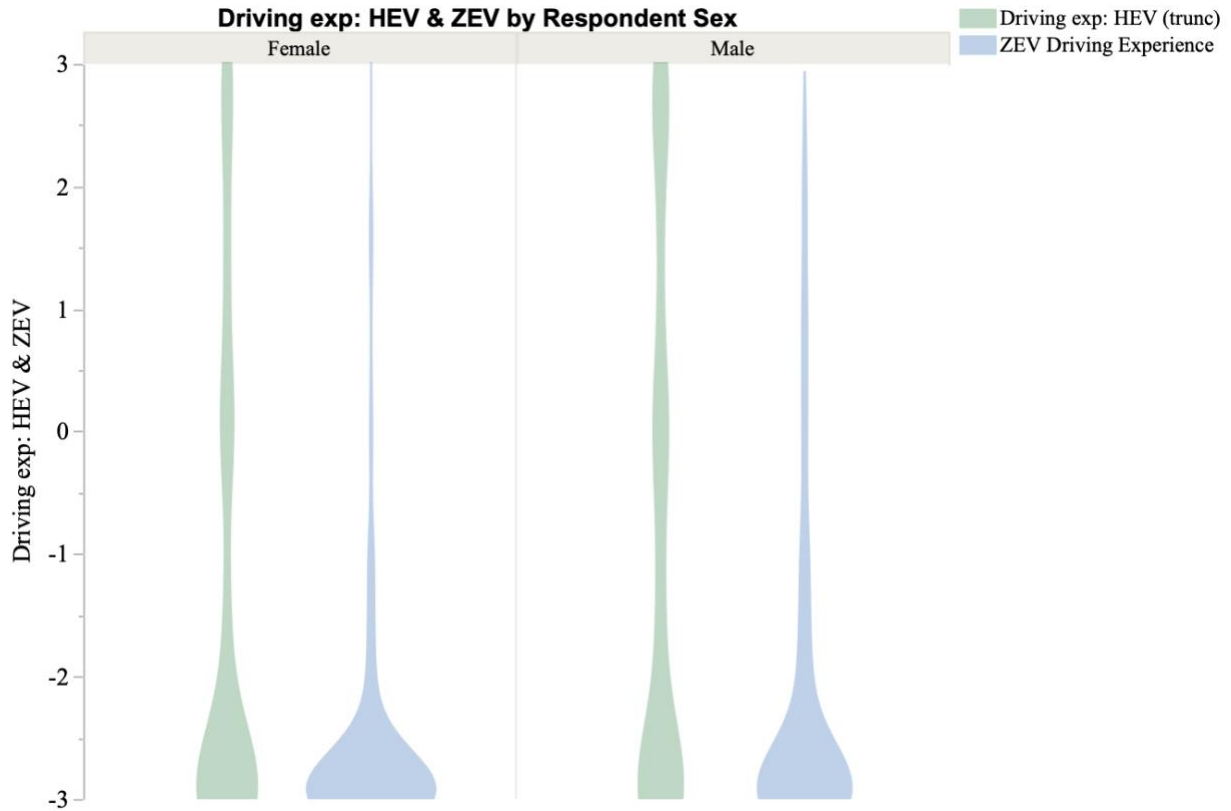 Driving exp: HEV & ZEV by Respondent Sex
Driving exp: HEV (trunc)
ZEV Driving Experience
Female
Male
Driving exp: HEV & ZEV
3
2
1
0
-1
-2
-3